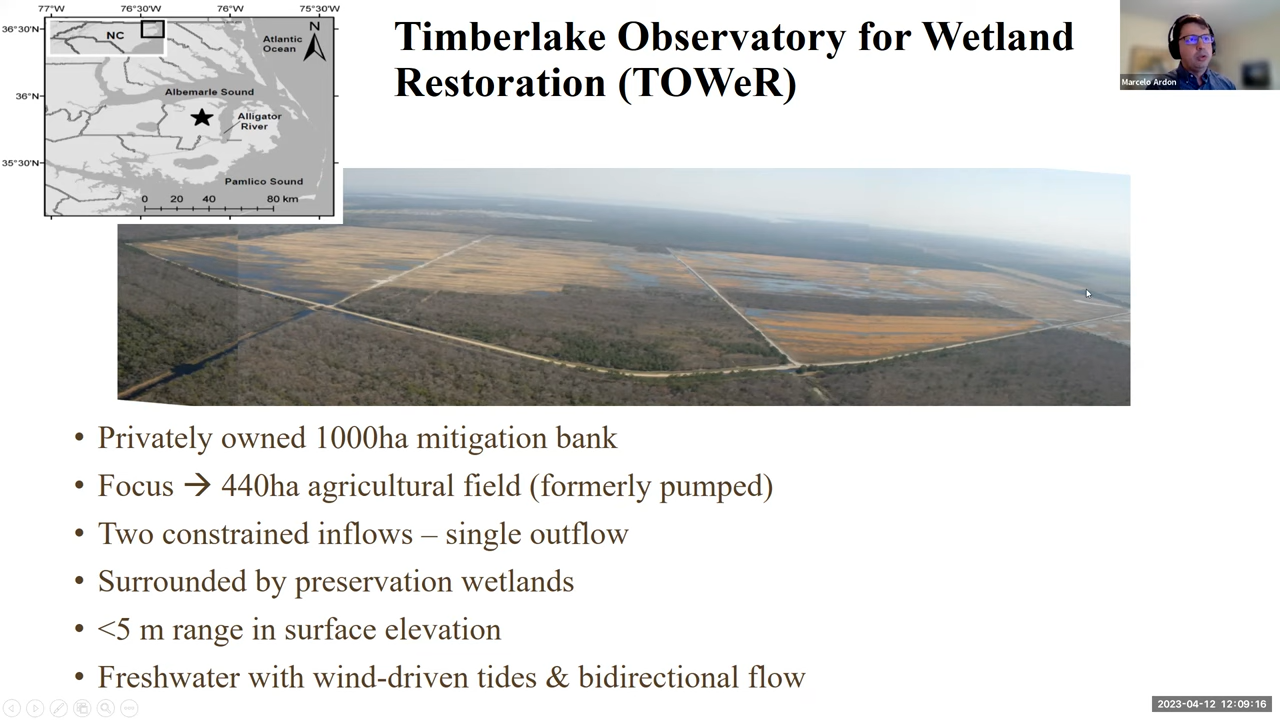 77°W 76°30'W 76°W 75°30'W
36°30'N
NC
N
Atlantic
Ocean
Albemarle Sound
36°N
Alligator
River
35°30'N
Pamlico Sound
0 20 40 80 km
Timberlake Observatory for Wetland
Restoration (TOWeR)
Marcelo Ardon
• Privately owned 1000ha mitigation bank
• Focus → 440ha agricultural field (formerly pumped)
• Two constrained inflows – single outflow
• Surrounded by preservation wetlands
• <5 m range in surface elevation
• Freshwater with wind-driven tides & bidirectional flow
2023-04-12 12:09:16